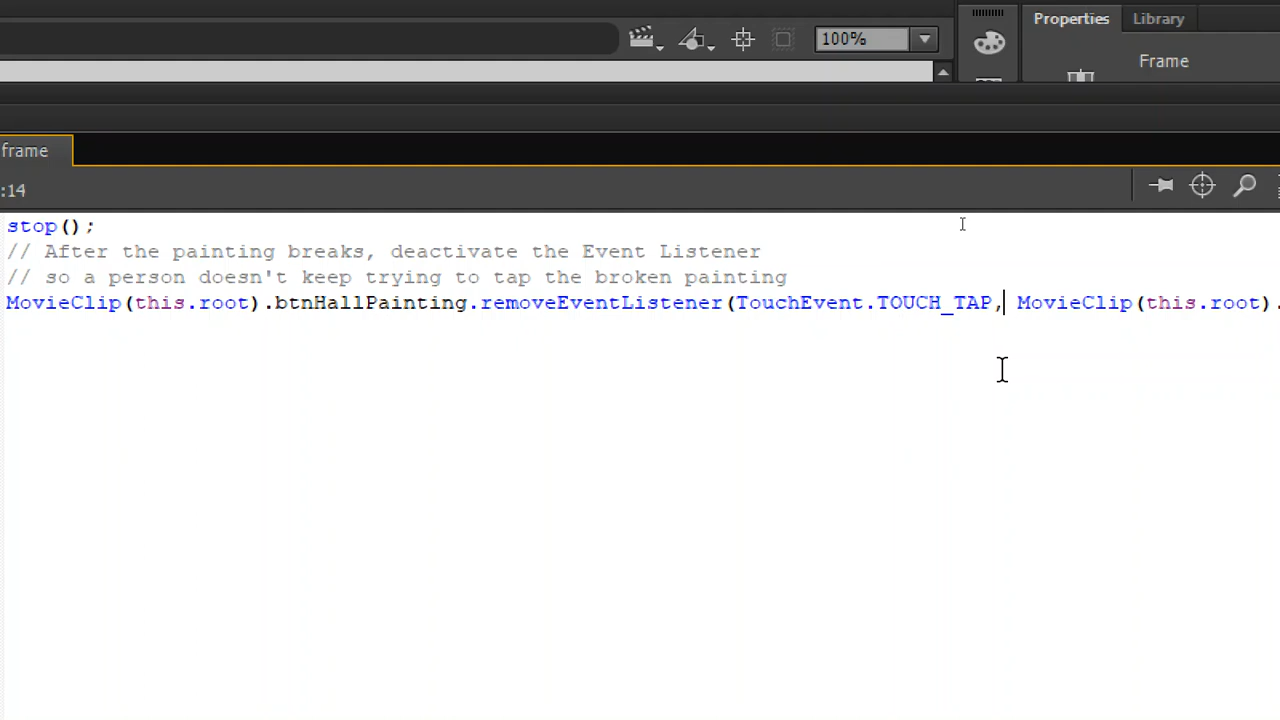 100%
Properties
Library
Frame
frame
:14
stop();
// After the painting breaks, deactivate the Event Listener
// so a person doesn't keep trying to tap the broken painting
MovieClip(this.root).btnHallPainting.removeEventListener(TouchEvent.TOUCH_TAP, MovieClip(this.root).